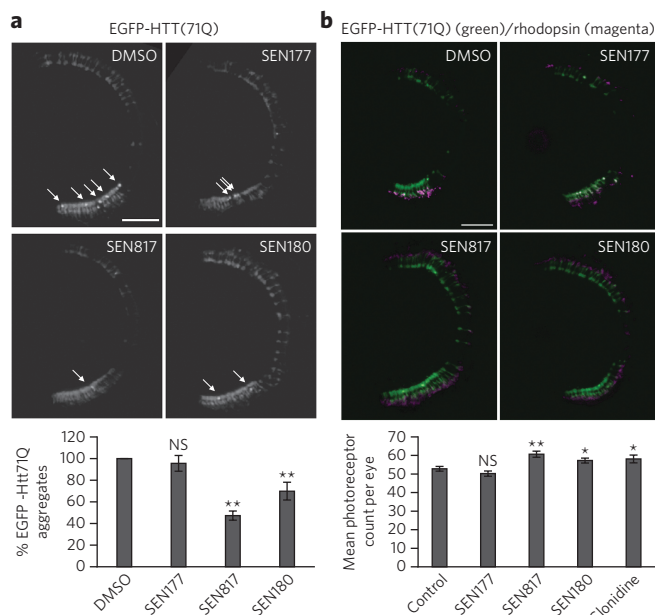 a
EGFP-HTT(71Q)
DMSO
SEN177
SEN817
SEN180
% EGFP -Htt71Q
aggregates
120
100
80
60
40
20
0
NS
**
**
DMSO
SEN177
SEN817
SEN180
b
EGFP-HTT(71Q) (green)/rhodopsin (magenta)
DMSO
SEN177
SEN817
SEN180
Mean photoreceptor
count per eye
70
60
50
40
30
20
10
0
NS
**
*
*
Control
SEN177
SEN817
SEN180
Clonidine